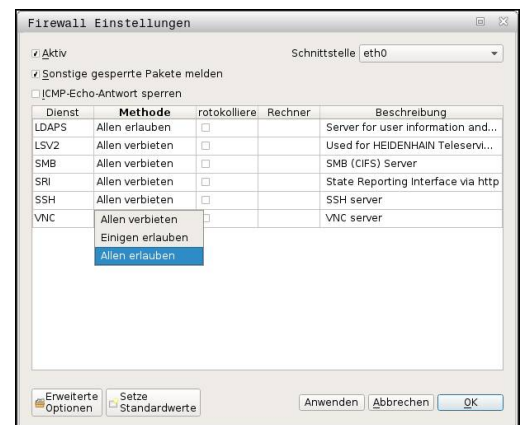 Firewall Einstellungen
Aktiv Schnittstelle eth0
Sonstige gesperrte Pakete melden
ICMP-Echo-Antwort sperren
Dienst Methode rotokolliere Rechner Beschreibung
LDAPS Allen erlauben Server for user information and...
LSV2 Allen verbieten Used for HEIDENHAIN Teleservi...
SMB Allen verbieten SMB (CIFS) Server
SRI Allen verbieten State Reporting Interface via http
SSH Allen verbieten SSH server
VNC Allen verbieten VNC server
Einigen erlauben
Allen erlauben
Erweiterte Optionen
Setze Standardwerte
Anwenden Abbrechen OK